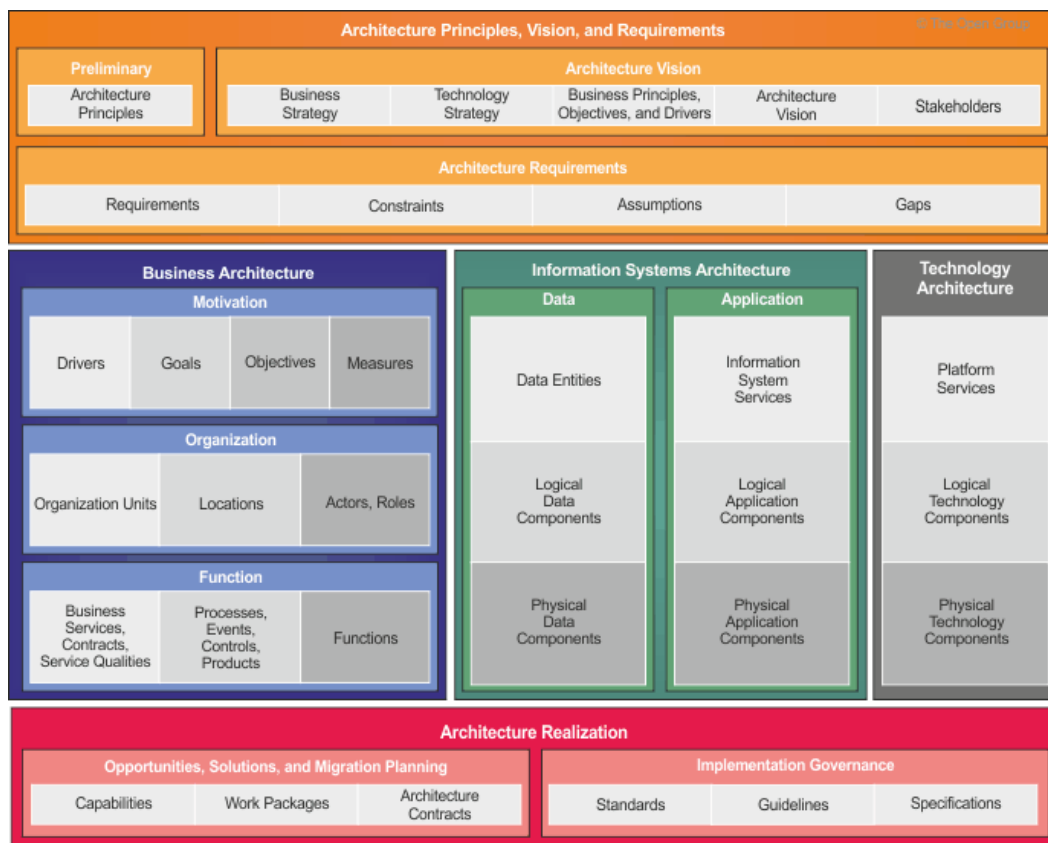 © The Open Group
Architecture Principles, Vision, and Requirements
Preliminary
Architecture
Principles
Architecture Vision
Business
Strategy
Technology
Strategy
Business Principles,
Objectives, and Drivers
Architecture
Vision
Stakeholders
Architecture Requirements
Requirements
Constraints
Assumptions
Gaps
Business Architecture
Motivation
Drivers
Goals
Objectives
Measures
Organization
Organization Units
Locations
Actors, Roles
Function
Business
Services,
Contracts,
Service Qualities
Processes,
Events,
Controls,
Products
Functions
Information Systems Architecture
Data
Data Entities
Logical
Data
Components
Physical
Data
Components
Application
Information
System
Services
Logical
Application
Components
Physical
Application
Components
Technology
Architecture
Platform
Services
Logical
Technology
Components
Physical
Technology
Components
Architecture Realization
Opportunities, Solutions, and Migration Planning
Capabilities
Work Packages
Architecture
Contracts
Implementation Governance
Standards
Guidelines
Specifications